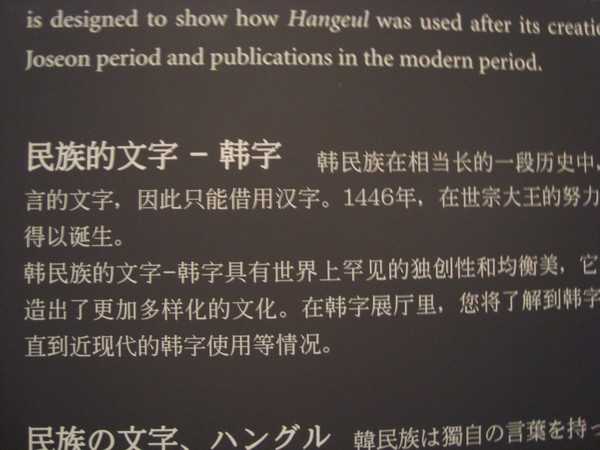 is designed to show how Hangeul was used after its
Joseon period and publications in the modern period.
民族的文字 – 韩字 韩民族在相当长的一段历史中，
言的文字，因此只能借用汉字。1446年，在世宗大王的努力
得以诞生。
韩民族的文字–韩字具有世界上罕见的独创性和均衡美，它
造出了更加多样化的文化。在韩字展厅里，您将了解到韩字
直到近现代的韩字使用等情况。
民族の文字、ハングル 韓民族は獨自の言葉を持っ